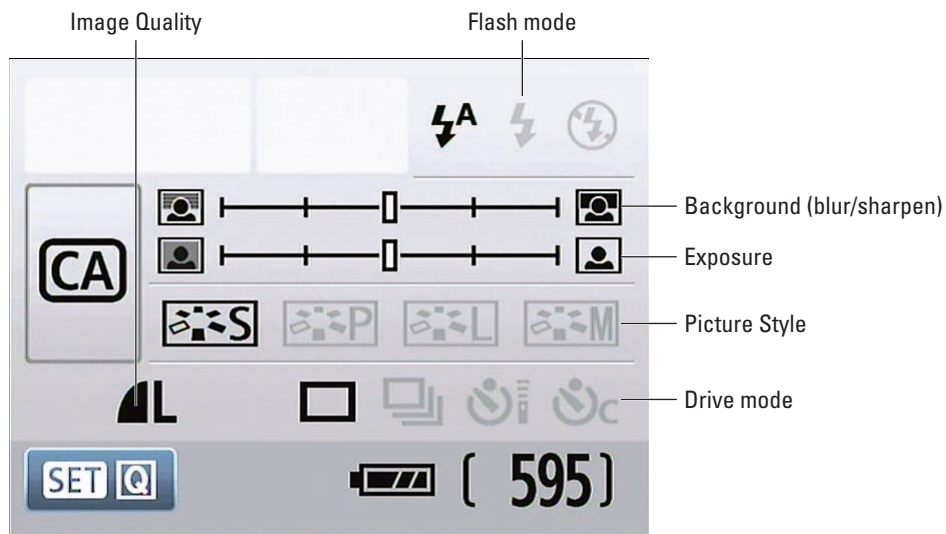 Image Quality
Flash mode
A
Background (blur/sharpen)
CA
Exposure
S P L M
Picture Style
L
i c
Drive mode
SET Q
( 595)